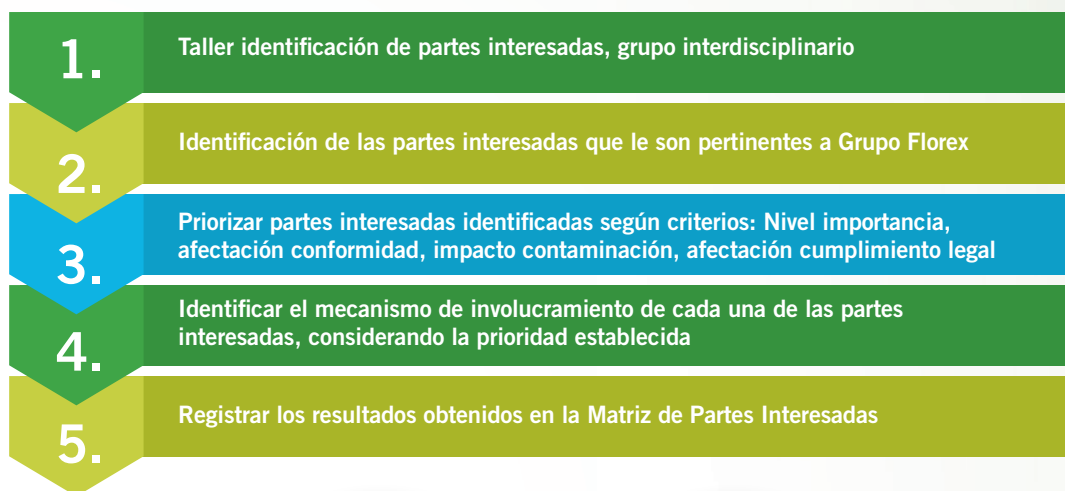 1.
Taller identificación de partes interesadas, grupo interdisciplinario
2.
Identificación de las partes interesadas que le son pertinentes a Grupo Florex
3.
Priorizar partes interesadas identificadas según criterios: Nivel importancia,
afectación conformidad, impacto contaminación, afectación cumplimiento legal
4.
Identificar el mecanismo de involucramiento de cada una de las partes
interesadas, considerando la prioridad establecida
5.
Registrar los resultados obtenidos en la Matriz de Partes Interesadas